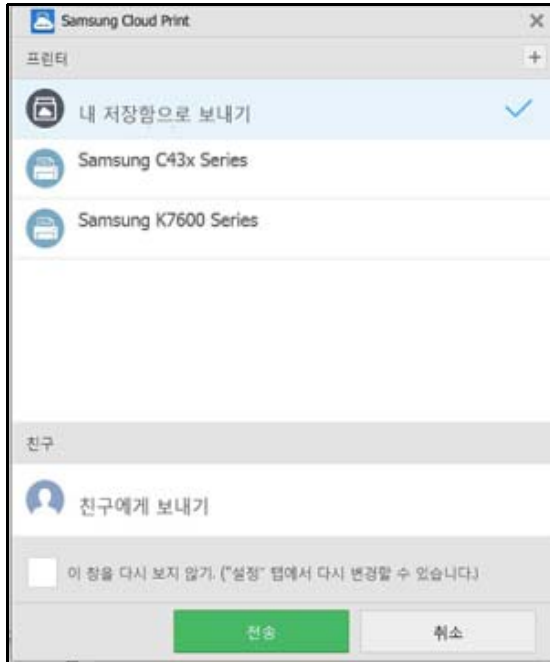 Samsung Cloud Print
프린터
내 저장함으로 보내기
Samsung C43x Series
Samsung K7600 Series
친구
친구에게 보내기
이 창을 다시 보지 않기. ("설정" 탭에서 다시 변경할 수 있습니다.)
전송 취소